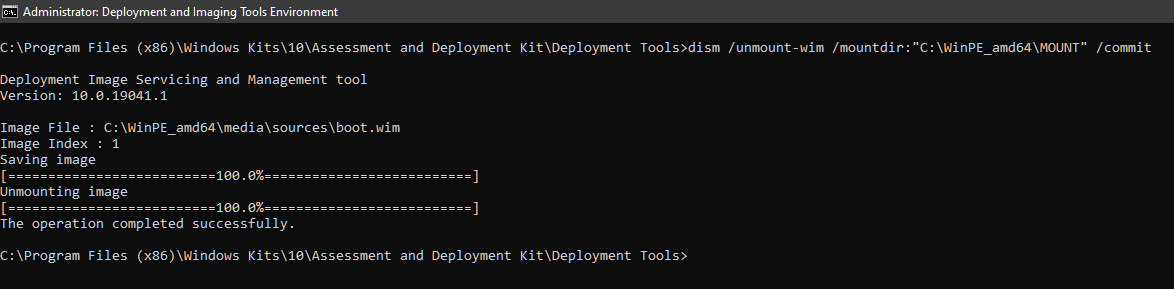 Administrator: Deployment and Imaging Tools Environment
C:\Program Files (x86)\Windows Kits\10\Assessment and Deployment Kit\Deployment Tools>dism /unmount-wim /mountdir:"C:\WinPE_amd64\MOUNT" /commit
Deployment Image Servicing and Management tool
Version: 10.0.19041.1
Image File : C:\WinPE_amd64\media\sources\boot.wim
Image Index : 1
Saving image
[==========================100.0%==========================]
Unmounting image
[==========================100.0%==========================]
The operation completed successfully.
C:\Program Files (x86)\Windows Kits\10\Assessment and Deployment Kit\Deployment Tools>